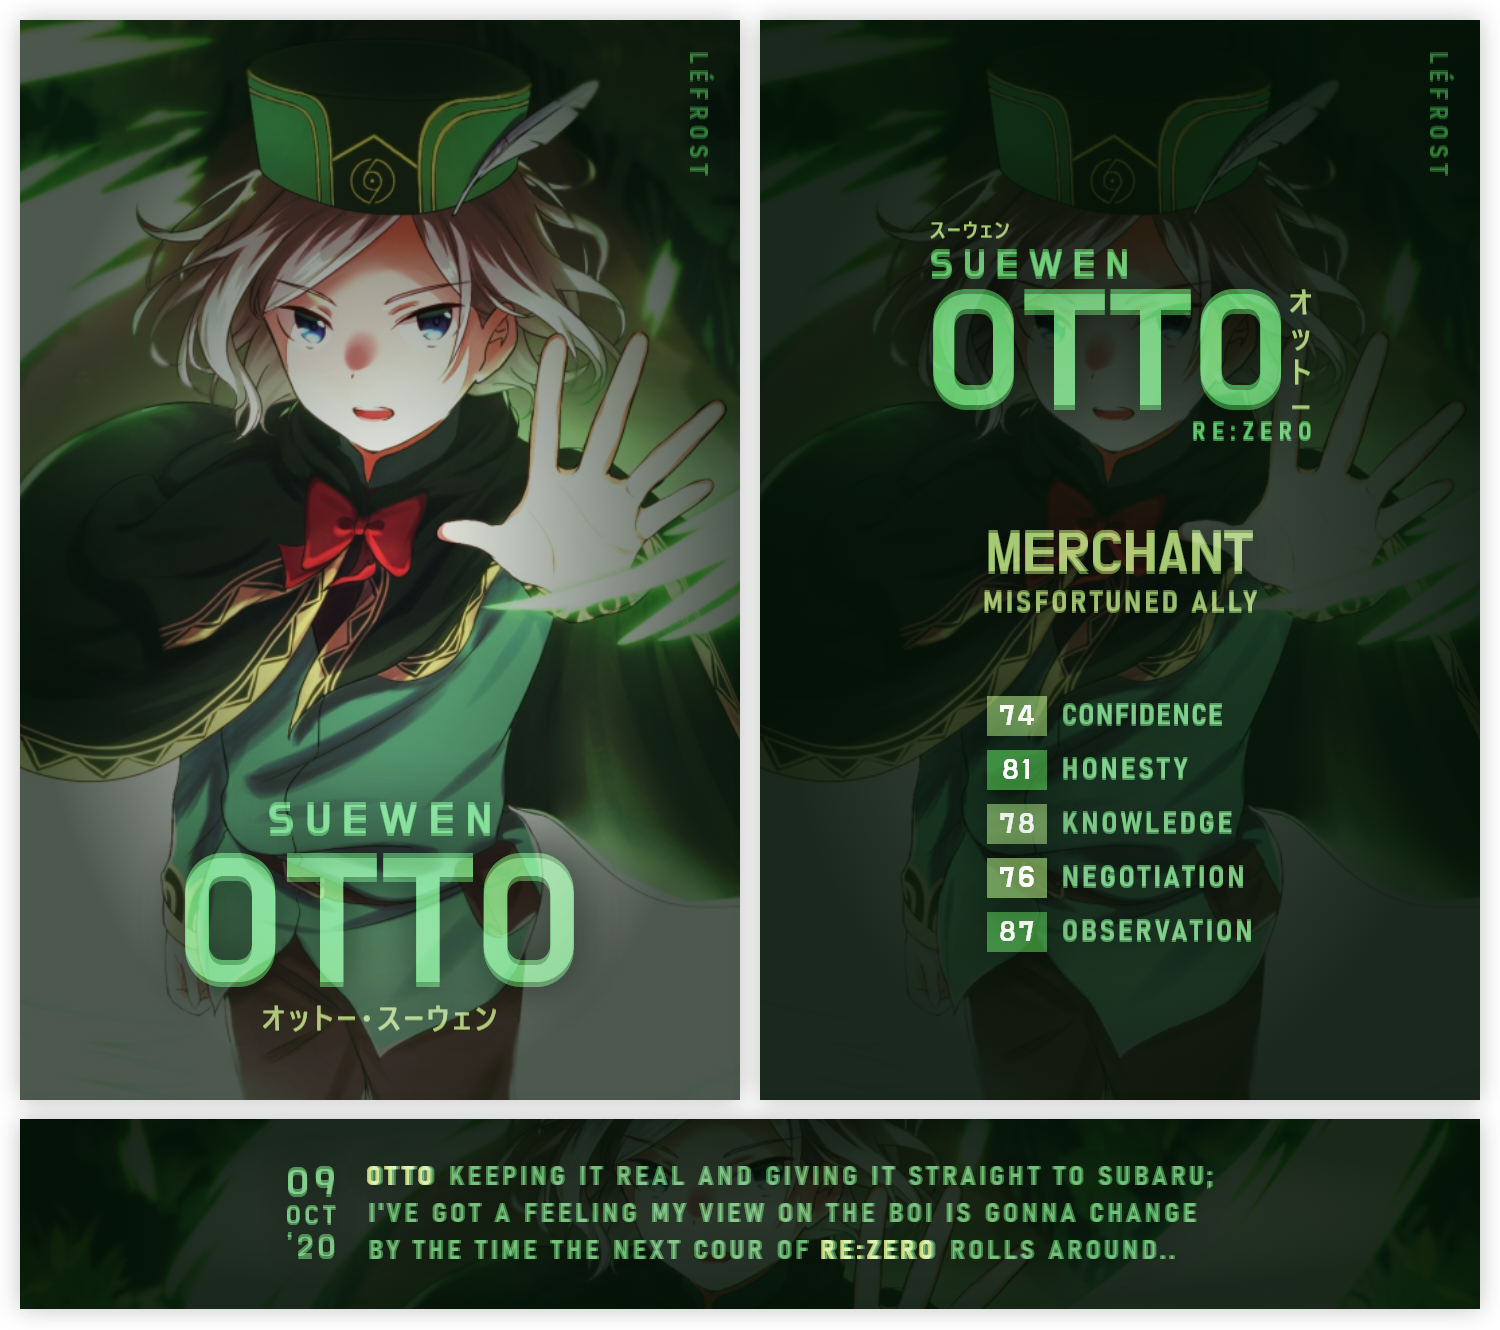 LÉFROST
SUEWEN
OTTO
オットー・スーウェン
LÉFROST
スーウェン
SUEWEN
OTTO
オットー
RE:ZERO
MERCHANT
MISFORTUNED ALLY
74 CONFIDENCE
81 HONESTY
78 KNOWLEDGE
76 NEGOTIATION
87 OBSERVATION
09
OCT
'20
OTTO KEEPING IT REAL AND GIVING IT STRAIGHT TO SUBARU;
I'VE GOT A FEELING MY VIEW ON THE BOI IS GONNA CHANGE
BY THE TIME THE NEXT COUR OF RE:ZERO ROLLS AROUND..